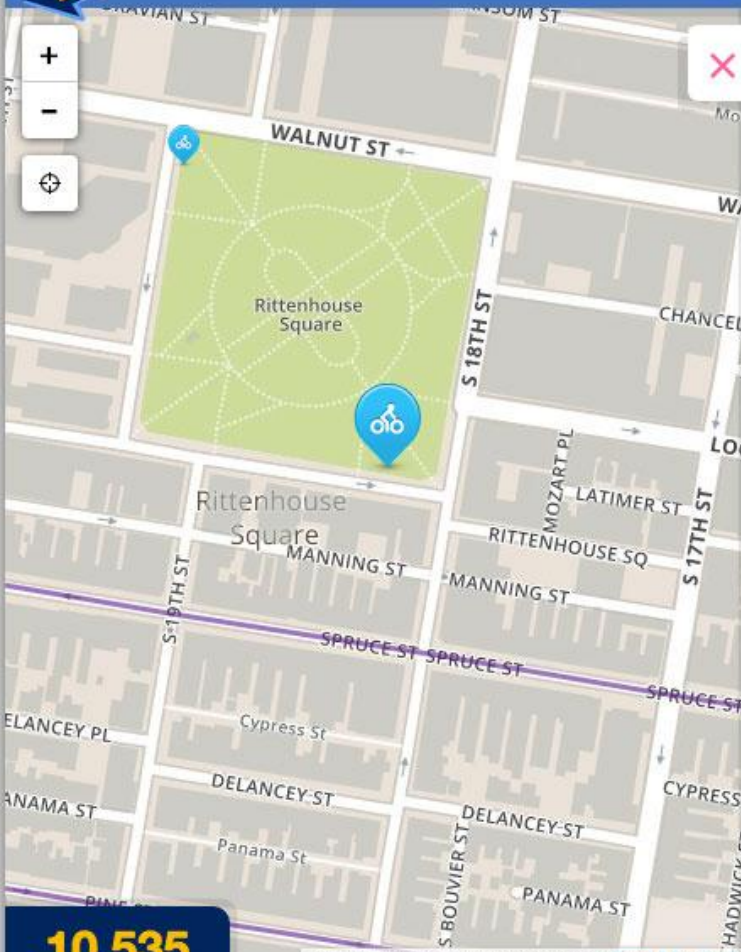 +
−
WALNUT ST
Rittenhouse
Square
S 18TH ST
MOZART PL
LATIMER ST
RITTENHOUSE SQ
S 17TH ST
Rittenhouse
Square
MANNING ST
MANNING ST
S 19TH ST
SPRUCE ST
SPRUCE ST
SPRUCE ST
ELANCEY PL
Cypress St
DELANCEY ST
CYPRESS
ANAMA ST
DELANCEY ST
Panama St
S BOUVIER ST
PANAMA ST
10,535